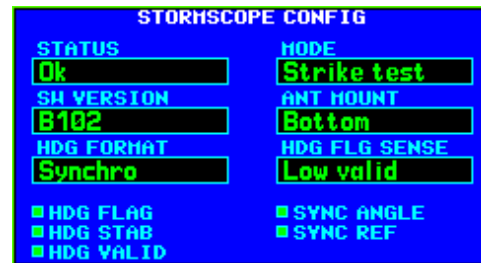 STORMSCOPE CONFIG
STATUS
Ok
MODE
Strike test
SW VERSION
B102
ANT MOUNT
Bottom
HDG FORMAT
Synchro
HDG FLG SENSE
Low valid
HDG FLAG
HDG STAB
HDG VALID
SYNC ANGLE
SYNC REF